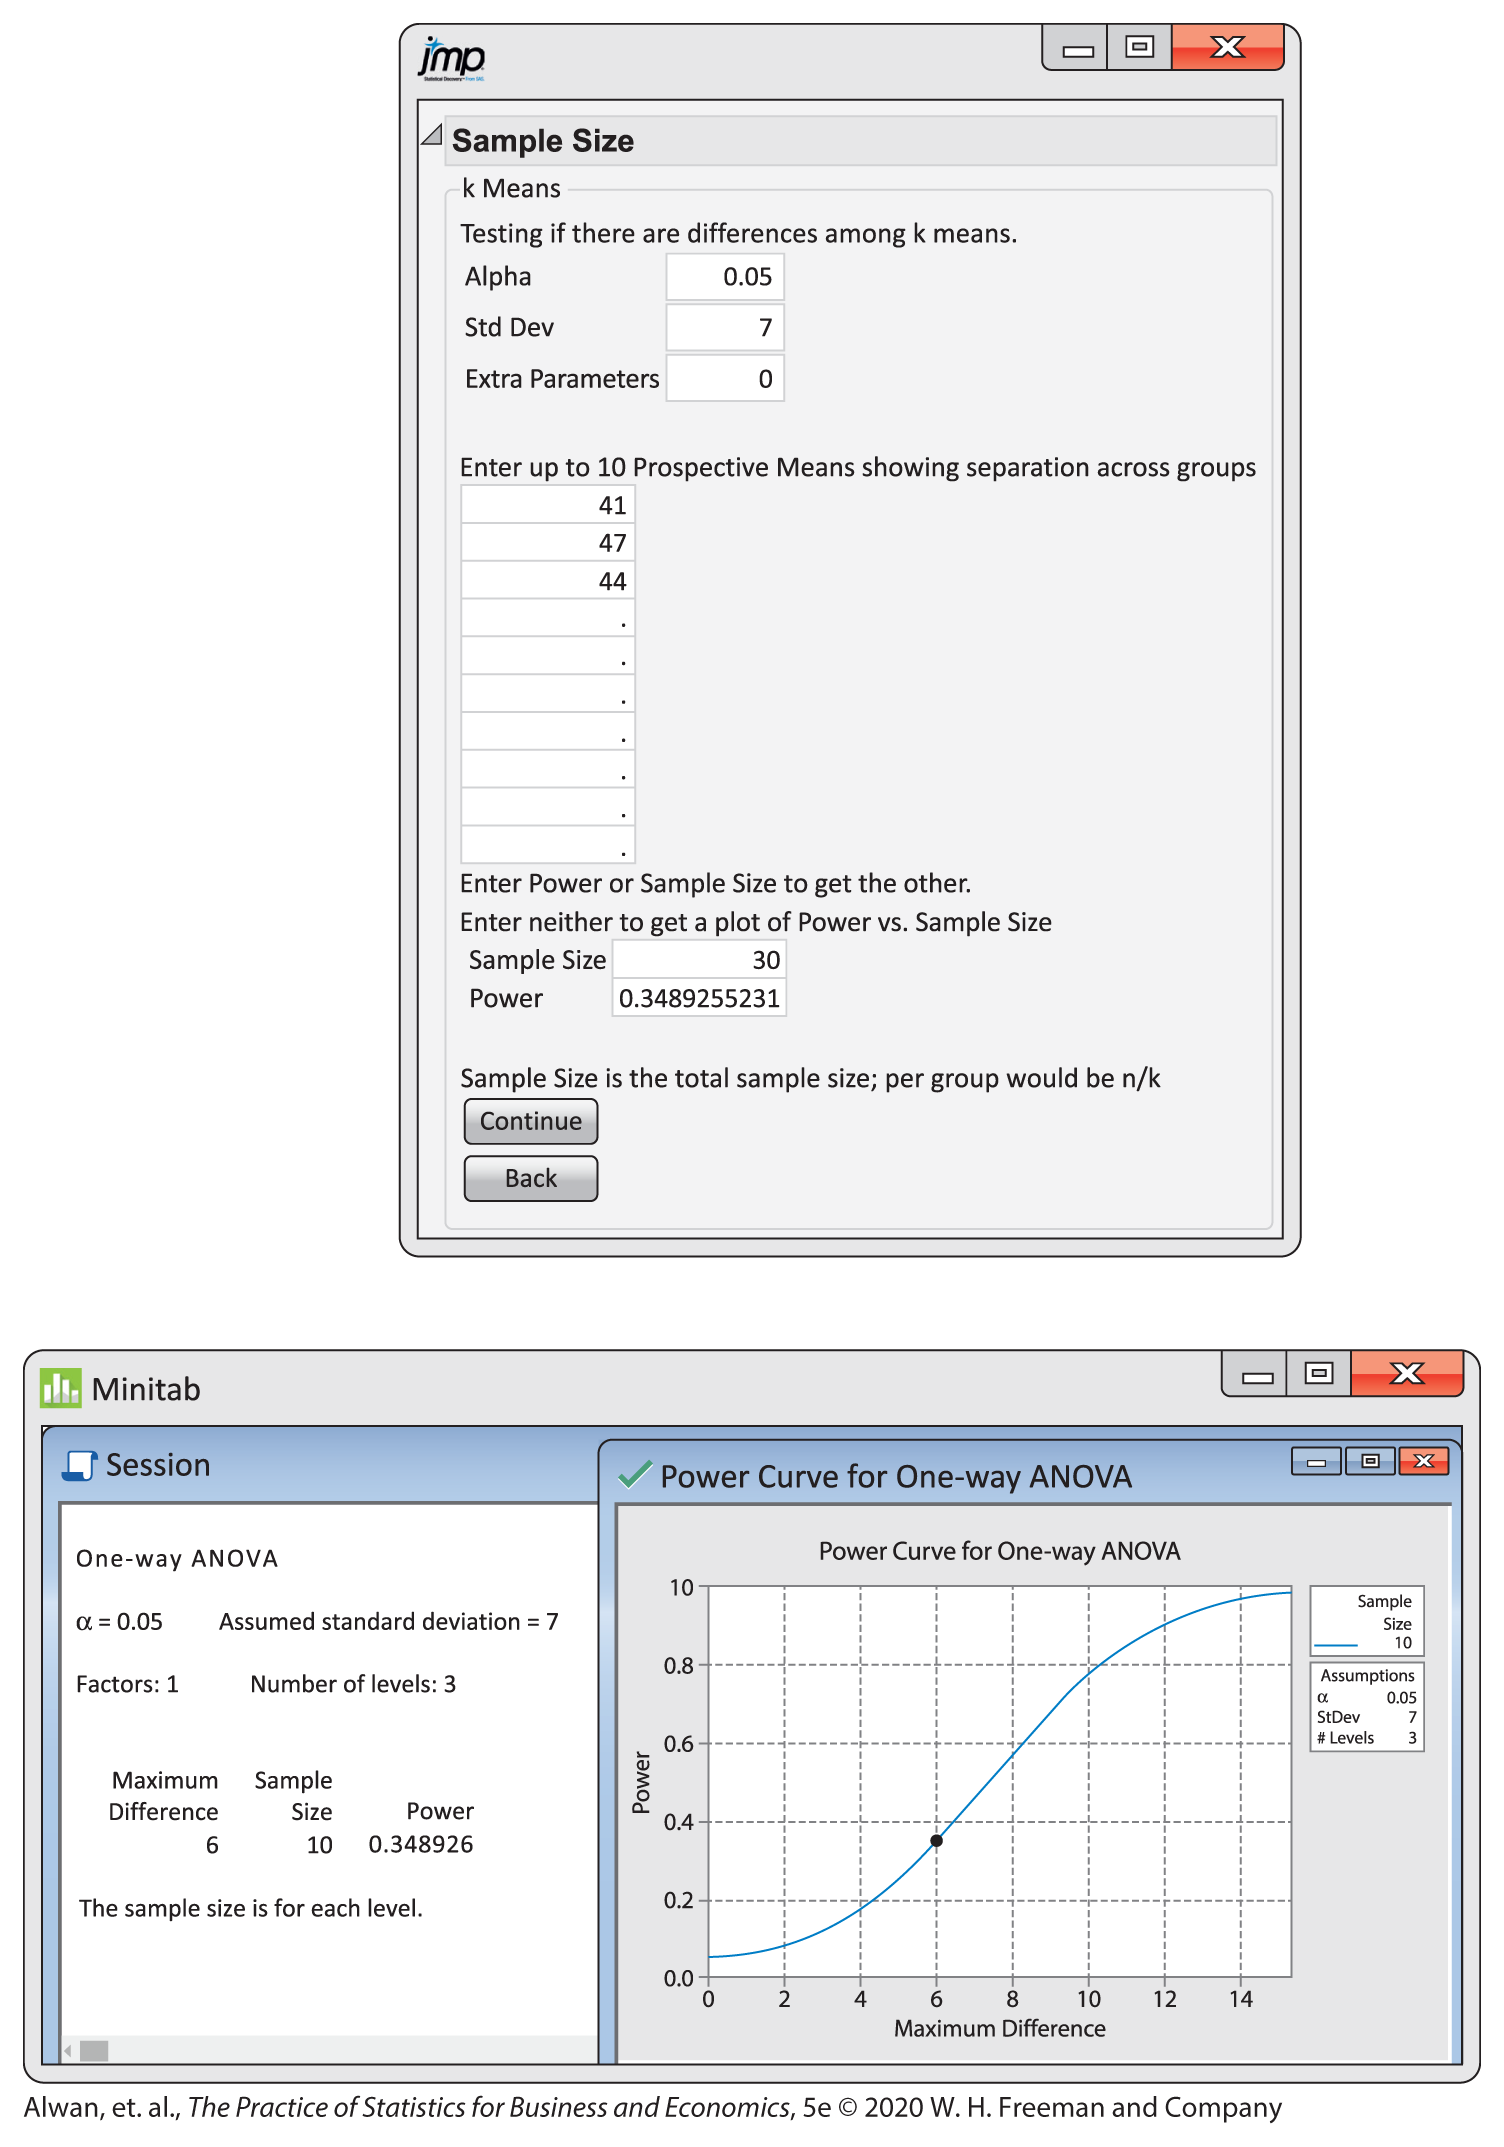 jmp
Statistical Discovery™ From SAS.
Sample Size
k Means
Testing if there are differences among k means.
Alpha 0.05
Std Dev 7
Extra Parameters 0
Enter up to 10 Prospective Means showing separation across groups
41
47
44
.
.
.
.
.
.
.
Enter Power or Sample Size to get the other.
Enter neither to get a plot of Power vs. Sample Size
Sample Size 30
Power 0.3489255231
Sample Size is the total sample size; per group would be n/k
Continue
Back
Minitab
Session
One-way ANOVA
α = 0.05 Assumed standard deviation = 7
Factors: 1 Number of levels: 3
Maximum Sample
Difference Size Power
6 10 0.348926
The sample size is for each level.
Power Curve for One-way ANOVA
Power Curve for One-way ANOVA
10
0.8
0.6
0.4
0.2
0.0
Power
0 2 4 6 8 10 12 14
Maximum Difference
Sample
Size
10
Assumptions
α 0.05
StDev 7
# Levels 3
Alwan, et. al., The Practice of Statistics for Business and Economics, 5e © 2020 W. H. Freeman and Company